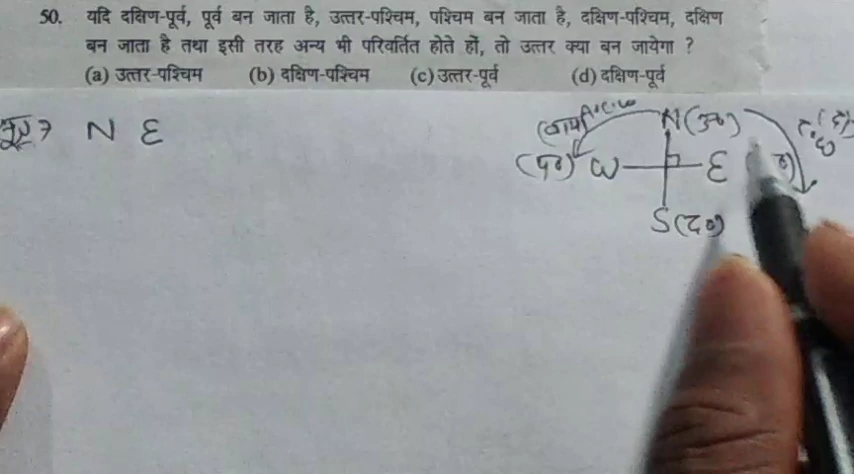 50. यदि दक्षिण-पूर्व, पूर्व बन जाता है, उत्तर-पश्चिम, पश्चिम बन जाता है, दक्षिण-पश्चिम, दक्षिण
बन जाता है तथा इसी तरह अन्य भी परिवर्तित होते हों, तो उत्तर क्या बन जायेगा ?
(a) उत्तर-पश्चिम (b) दक्षिण-पश्चिम (c) उत्तर-पूर्व (d) दक्षिण-पूर्व
N E
N (उ०)
(प०) W E
S (द०)